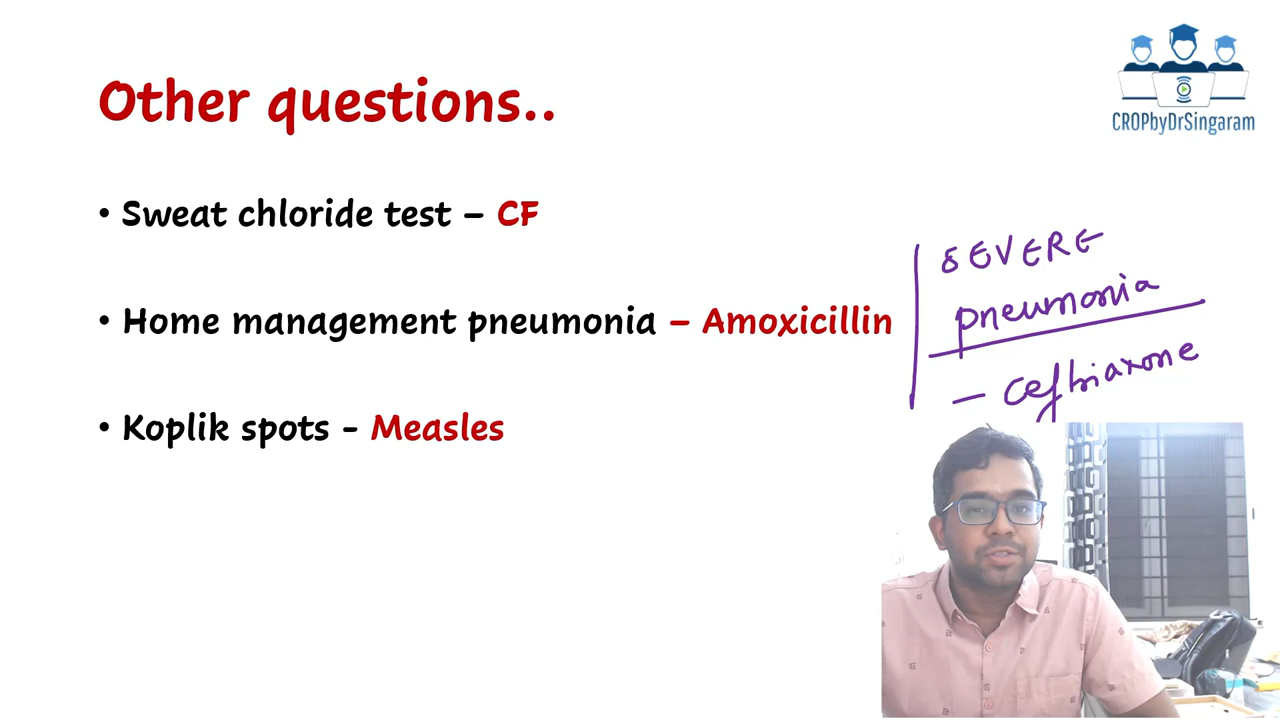 Other questions..
CROPbyDrSingaram
• Sweat chloride test – CF
• Home management pneumonia – Amoxicillin
• Koplik spots - Measles
SEVERE
pneumonia
– Ceftriaxone